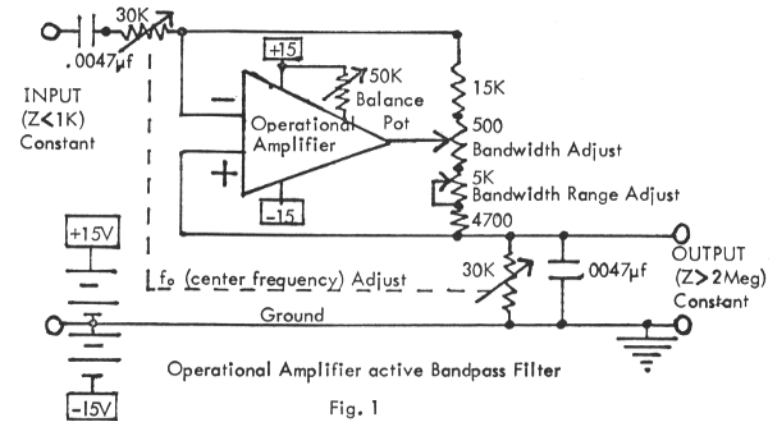 30K
.0047µf
+15
50K
Balance
Pot
15K
INPUT
(Z<1K)
Constant
−
Operational
Amplifier
+
500
Bandwidth Adjust
5K
Bandwidth Range Adjust
4700
−15
+15V
OUTPUT
(Z>2Meg)
Constant
30K
.0047µf
fo (center frequency) Adjust
Ground
Operational Amplifier active Bandpass Filter
−15V
Fig. 1